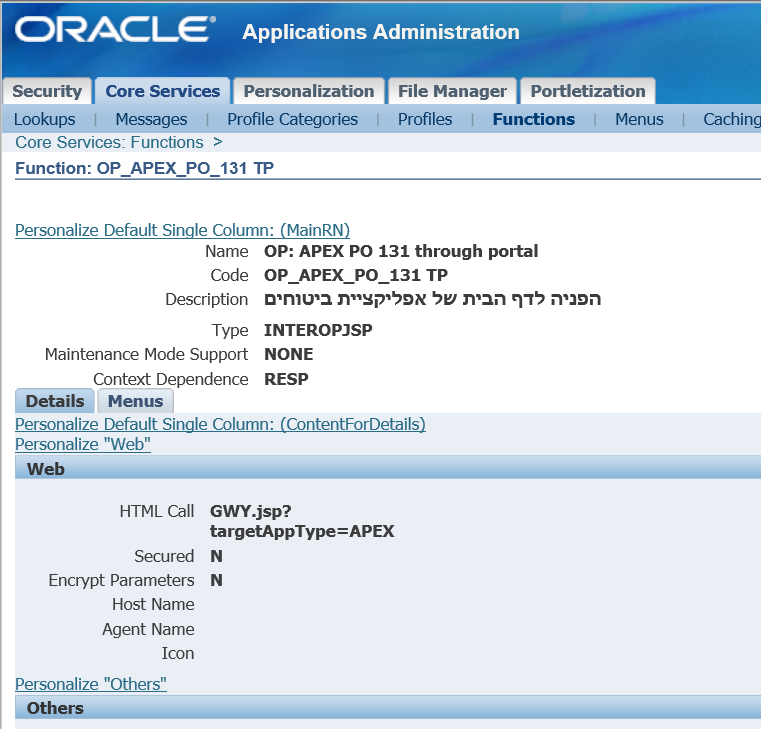 ORACLE® Applications Administration
Security Core Services Personalization File Manager Portletization
Lookups | Messages | Profile Categories | Profiles | Functions | Menus | Caching
Core Services: Functions >
Function: OP_APEX_PO_131 TP
Personalize Default Single Column: (MainRN)
Name OP: APEX PO 131 through portal
Code OP_APEX_PO_131 TP
Description הפניה לדף הבית של אפליקציית ביטוחים
Type INTEROPJSP
Maintenance Mode Support NONE
Context Dependence RESP
Details Menus
Personalize Default Single Column: (ContentForDetails)
Personalize "Web"
Web
HTML Call GWY.jsp?
targetAppType=APEX
Secured N
Encrypt Parameters N
Host Name
Agent Name
Icon
Personalize "Others"
Others